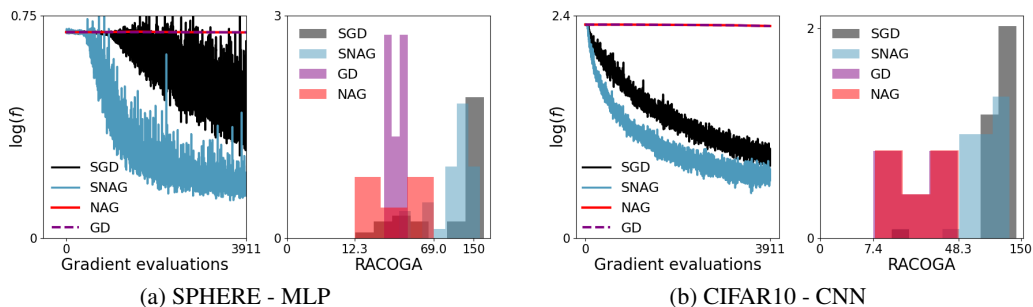 0.75
log(f)
0
SGD
SNAG
NAG
GD
0
3911
Gradient evaluations
3
0
SGD
SNAG
GD
NAG
0
12.3
69.0
150
RACOGA
(a) SPHERE - MLP
2.4
log(f)
0
SGD
SNAG
NAG
GD
0
3911
Gradient evaluations
2
0
SGD
SNAG
GD
NAG
0
7.4
48.3
150
RACOGA
(b) CIFAR10 - CNN